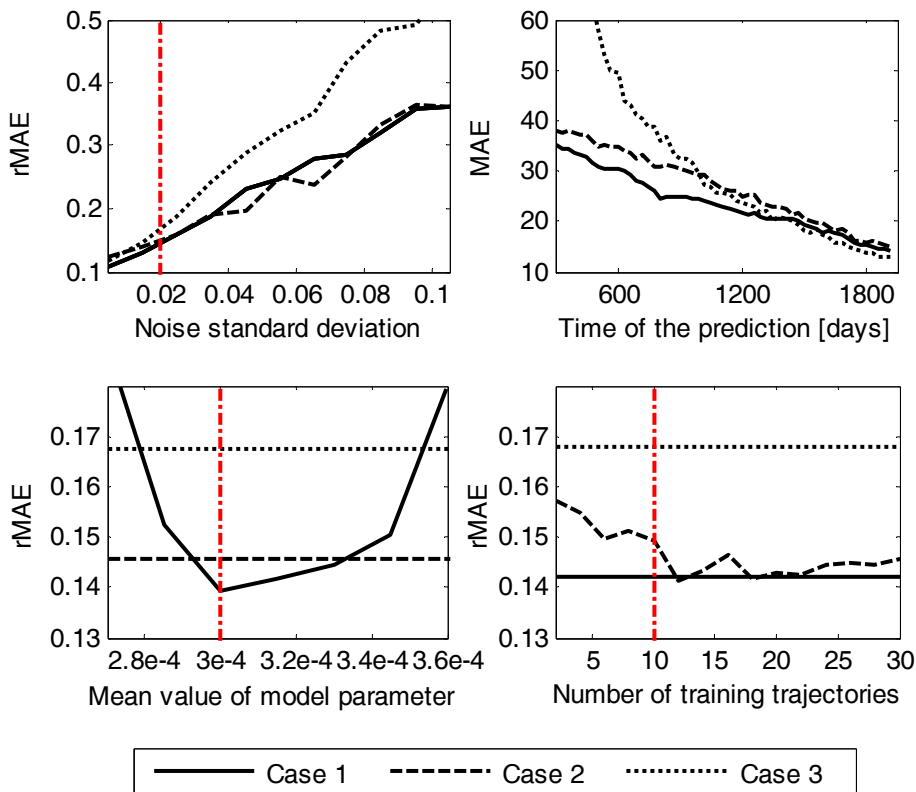 0.5
0.4
0.3
0.2
0.1
rMAE
0.02 0.04 0.06 0.08 0.1
Noise standard deviation
60
50
40
30
20
10
MAE
600 1200 1800
Time of the prediction [days]
0.17
0.16
0.15
0.14
0.13
rMAE
2.8e-4 3e-4 3.2e-4 3.4e-4 3.6e-4
Mean value of model parameter
0.17
0.16
0.15
0.14
0.13
rMAE
5 10 15 20 25 30
Number of training trajectories
Case 1 Case 2 Case 3